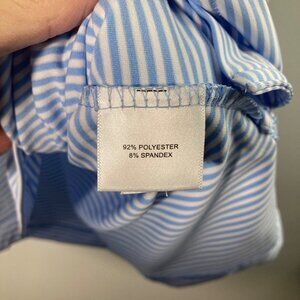 92% POLYESTER
8% SPANDEX